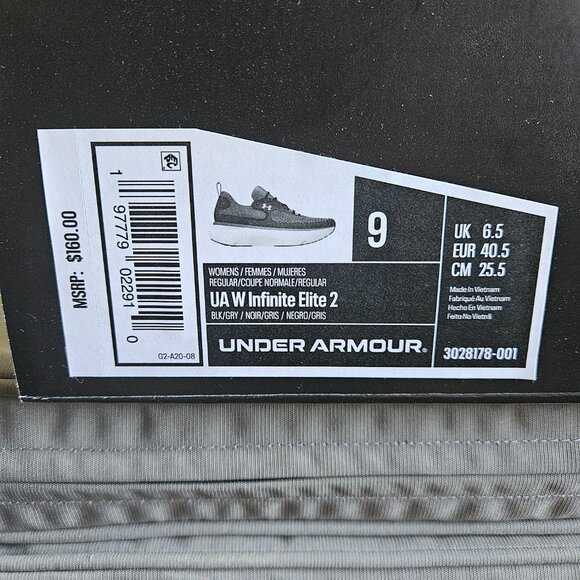 MSRP: $160.00
1 97779 02291 0
G2-A20-08
WOMENS / FEMMES / MUJERES
REGULAR/COUPE NORMALE/REGULAR
UA W Infinite Elite 2
BLK/GRY / NOIR/GRIS / NEGRO/GRIS
UNDER ARMOUR®
9
UK 6.5
EUR 40.5
CM 25.5
Made In Vietnam
Fabriqué Au Vietnam
Hecho En Vietnam
Feito No Vietnã
3028178-001